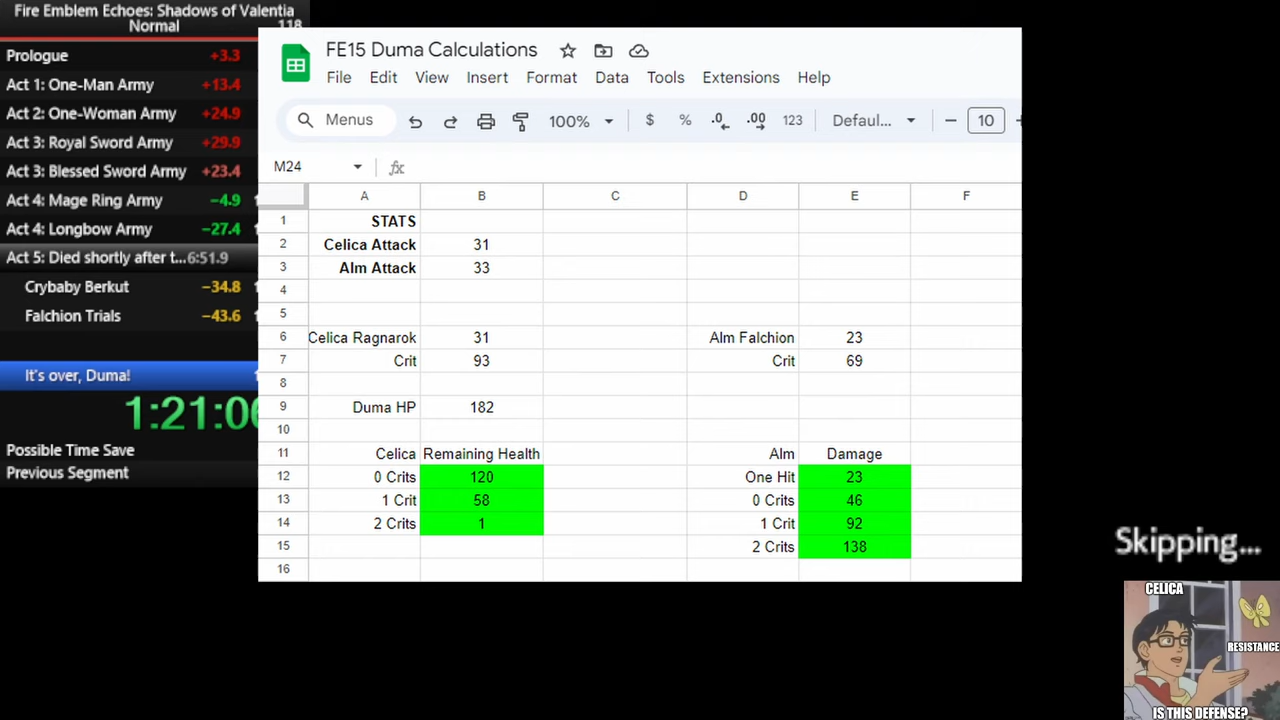 Fire Emblem Echoes: Shadows of Valentia
Normal 118
Prologue +3.3
Act 1: One-Man Army +13.4
Act 2: One-Woman Army +24.9
Act 3: Royal Sword Army +29.9
Act 3: Blessed Sword Army +23.4
Act 4: Mage Ring Army −4.9
Act 4: Longbow Army −27.4
Act 5: Died shortly after t...6:51.9
Crybaby Berkut −34.8
Falchion Trials −43.6
It's over, Duma!
1:21:06
Possible Time Save
Previous Segment
FE15 Duma Calculations
File Edit View Insert Format Data Tools Extensions Help
Menus 100% $ % .0 .00 123 Defaul... − 10 +
M24 fx
A B C D E F
1 STATS
2 Celica Attack 31
3 Alm Attack 33
4
5
6 Celica Ragnarok 31 Alm Falchion 23
7 Crit 93 Crit 69
8
9 Duma HP 182
10
11 Celica Remaining Health Alm Damage
12 0 Crits 120 One Hit 23
13 1 Crit 58 0 Crits 46
14 2 Crits 1 1 Crit 92
15 2 Crits 138
16
Skipping...
CELICA
RESISTANCE
IS THIS DEFENSE?